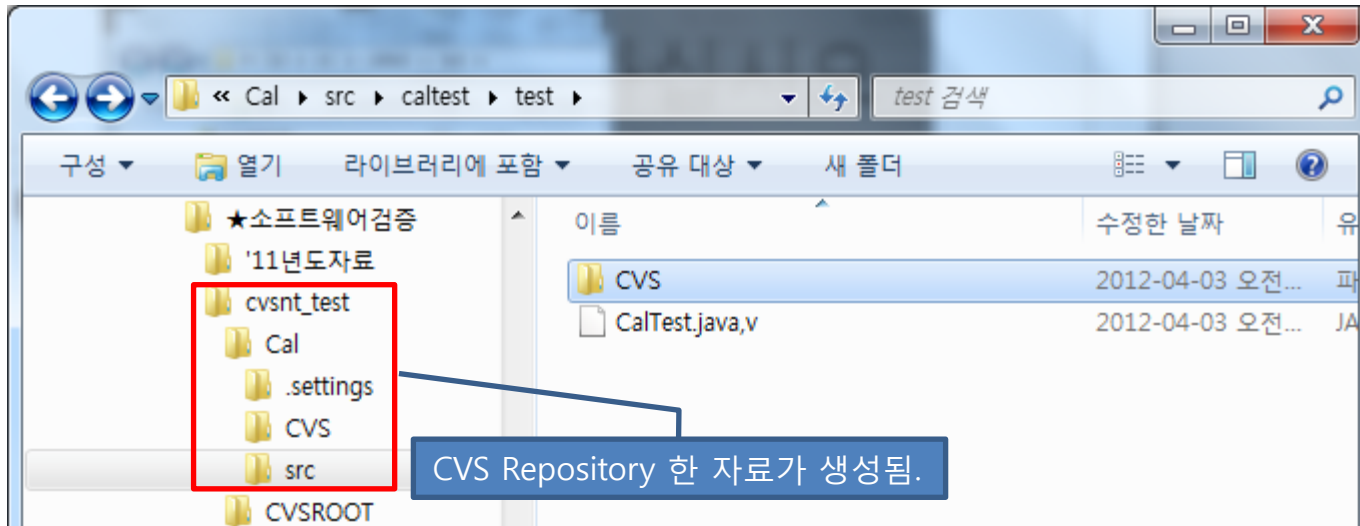 « Cal ▸ src ▸ caltest ▸ test ▸
test 검색
구성 ▼ 열기 라이브러리에 포함 ▼ 공유 대상 ▼ 새 폴더
★소프트웨어검증
'11년도자료
cvsnt_test
Cal
.settings
CVS
src
CVSROOT
이름 수정한 날짜 유
CVS 2012-04-03 오전... 파
CalTest.java,v 2012-04-03 오전... JA
CVS Repository 한 자료가 생성됨.